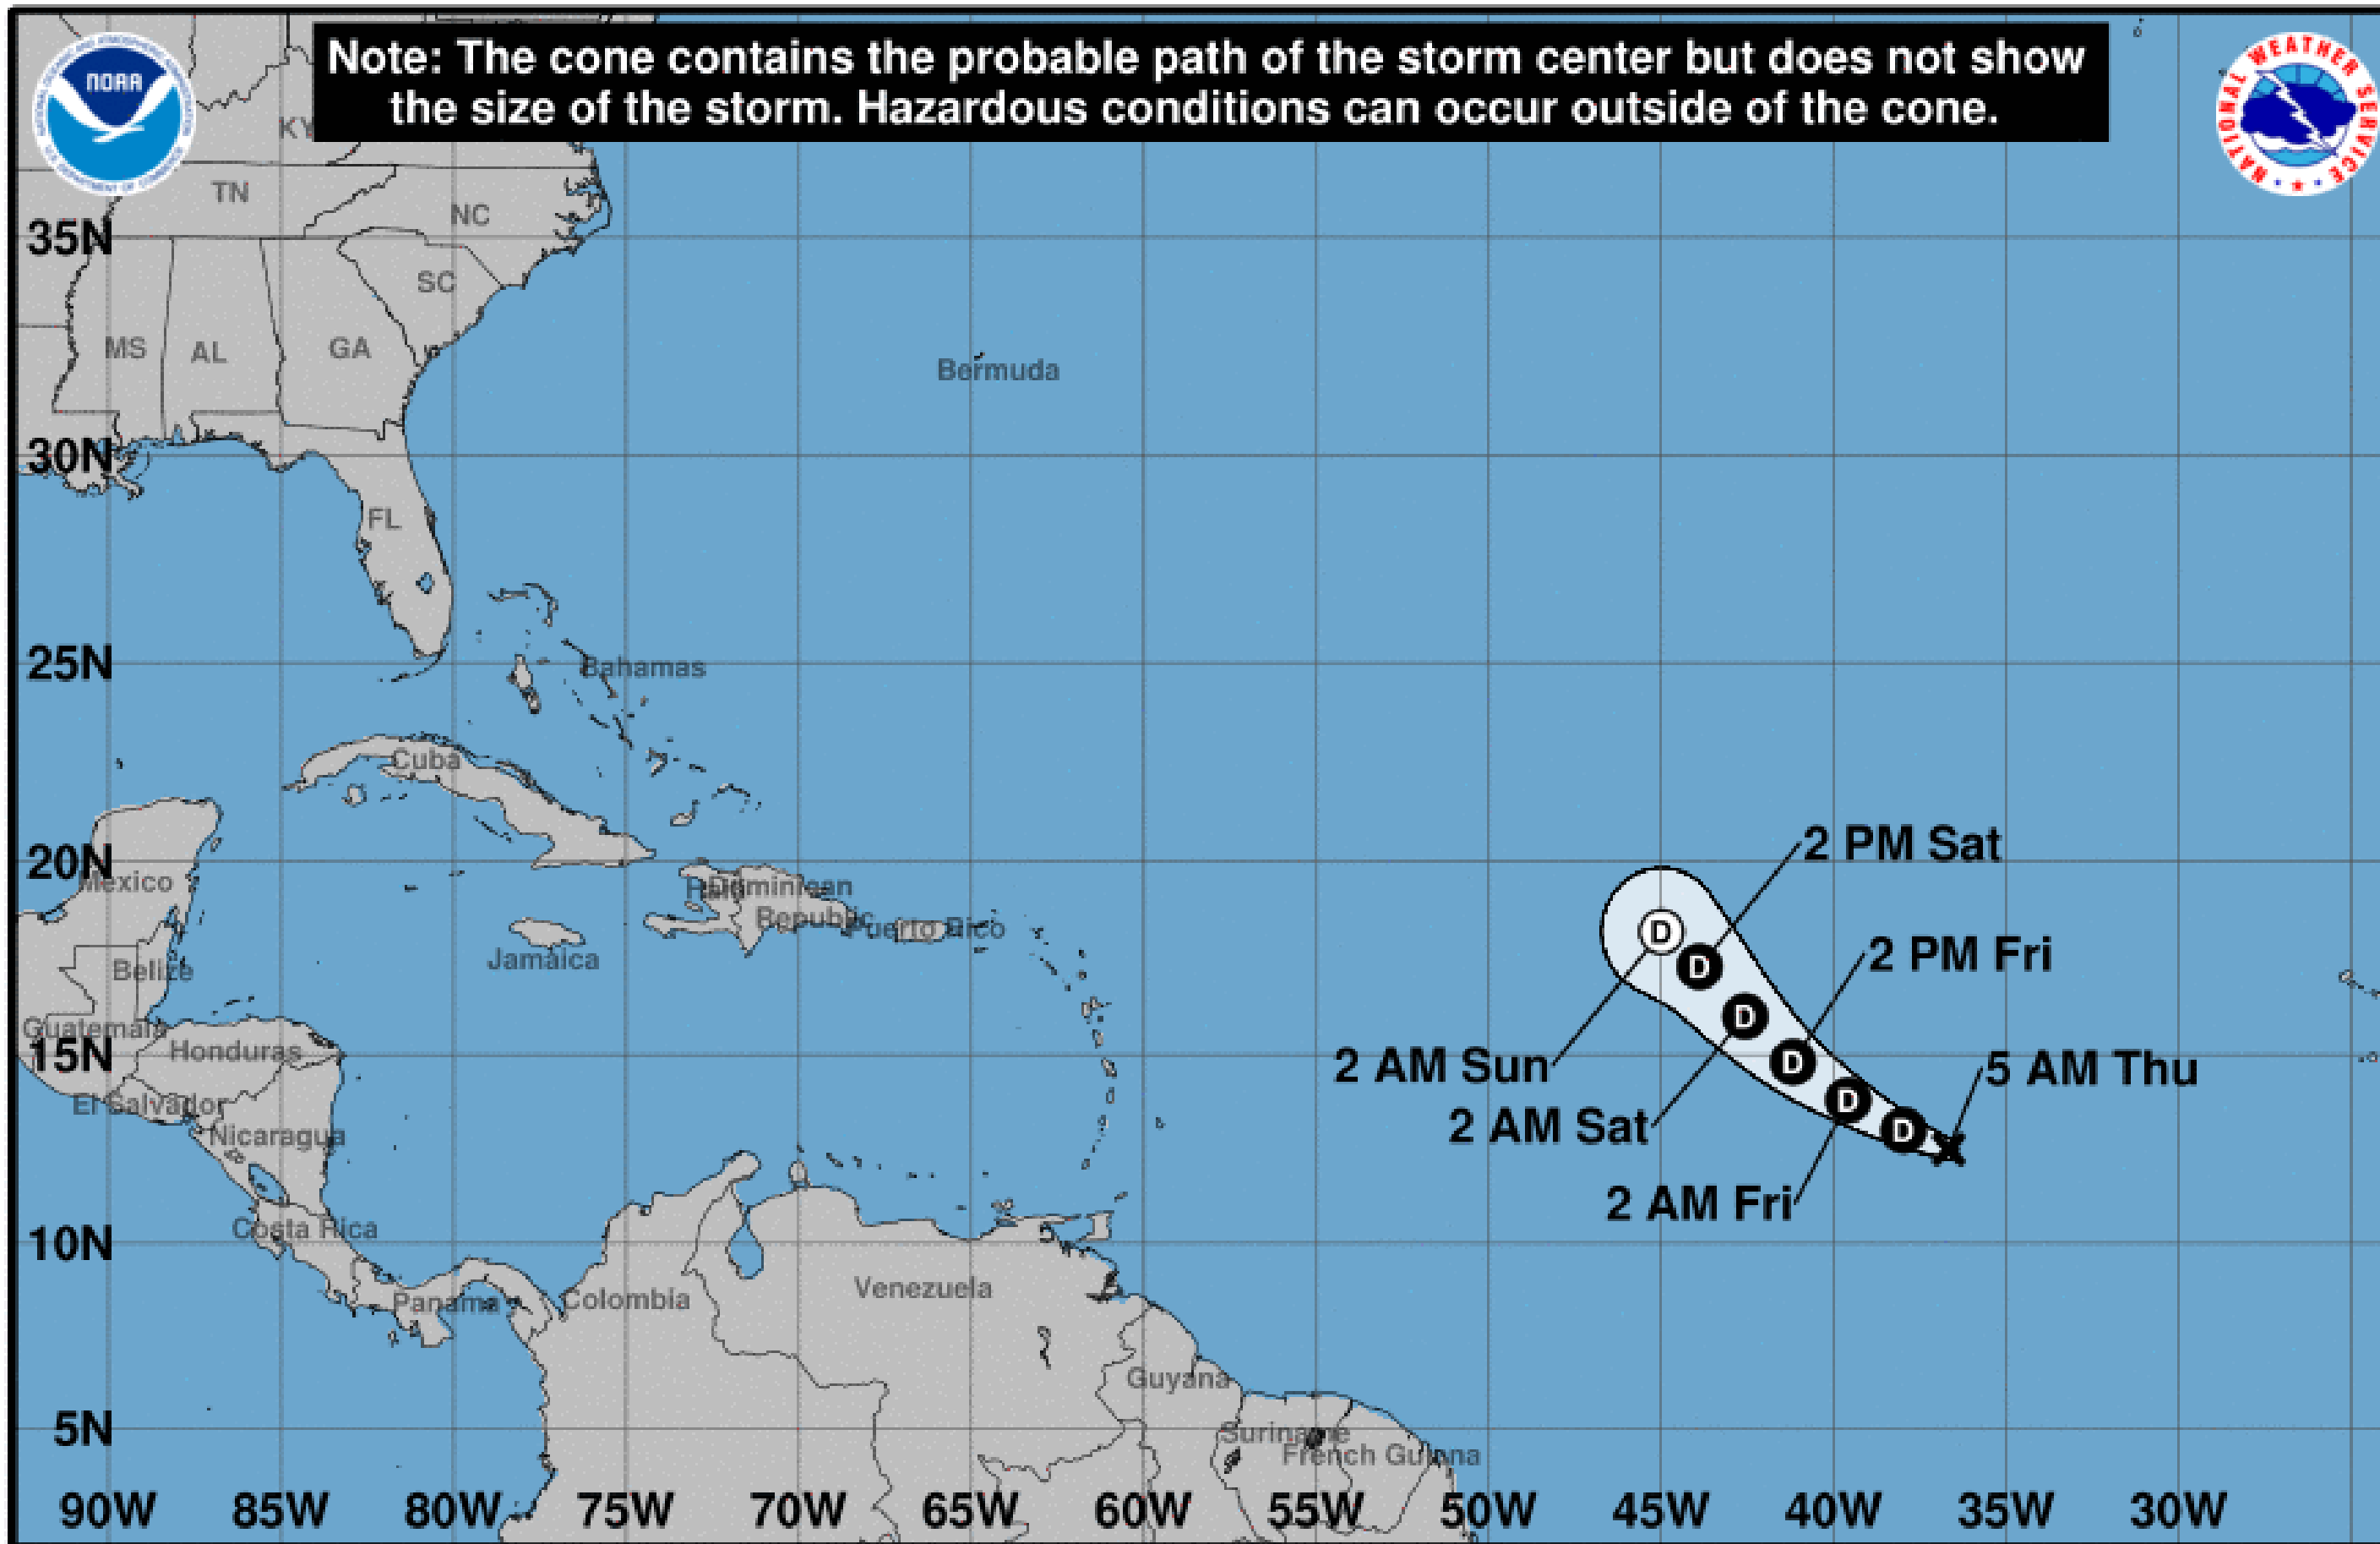 Note: The cone contains the probable path of the storm center but does not show
the size of the storm. Hazardous conditions can occur outside of the cone.
NOAA
NATIONAL WEATHER SERVICE
KY
TN
NC
35N
SC
MS
AL
GA
Bermuda
30N
FL
25N
Bahamas
Cuba
2 PM Sat
20N
Mexico
Haiti
Dominican
Republic
Puerto Rico
D
2 PM Fri
Jamaica
D
Belize
D
Guatemala
15N
Honduras
2 AM Sun
D
5 AM Thu
El Salvador
D
2 AM Sat
D
Nicaragua
2 AM Fri
Costa Rica
10N
Venezuela
Panama
Colombia
Guyana
5N
Suriname
French Guiana
90W 85W 80W 75W 70W 65W 60W 55W 50W 45W 40W 35W 30W